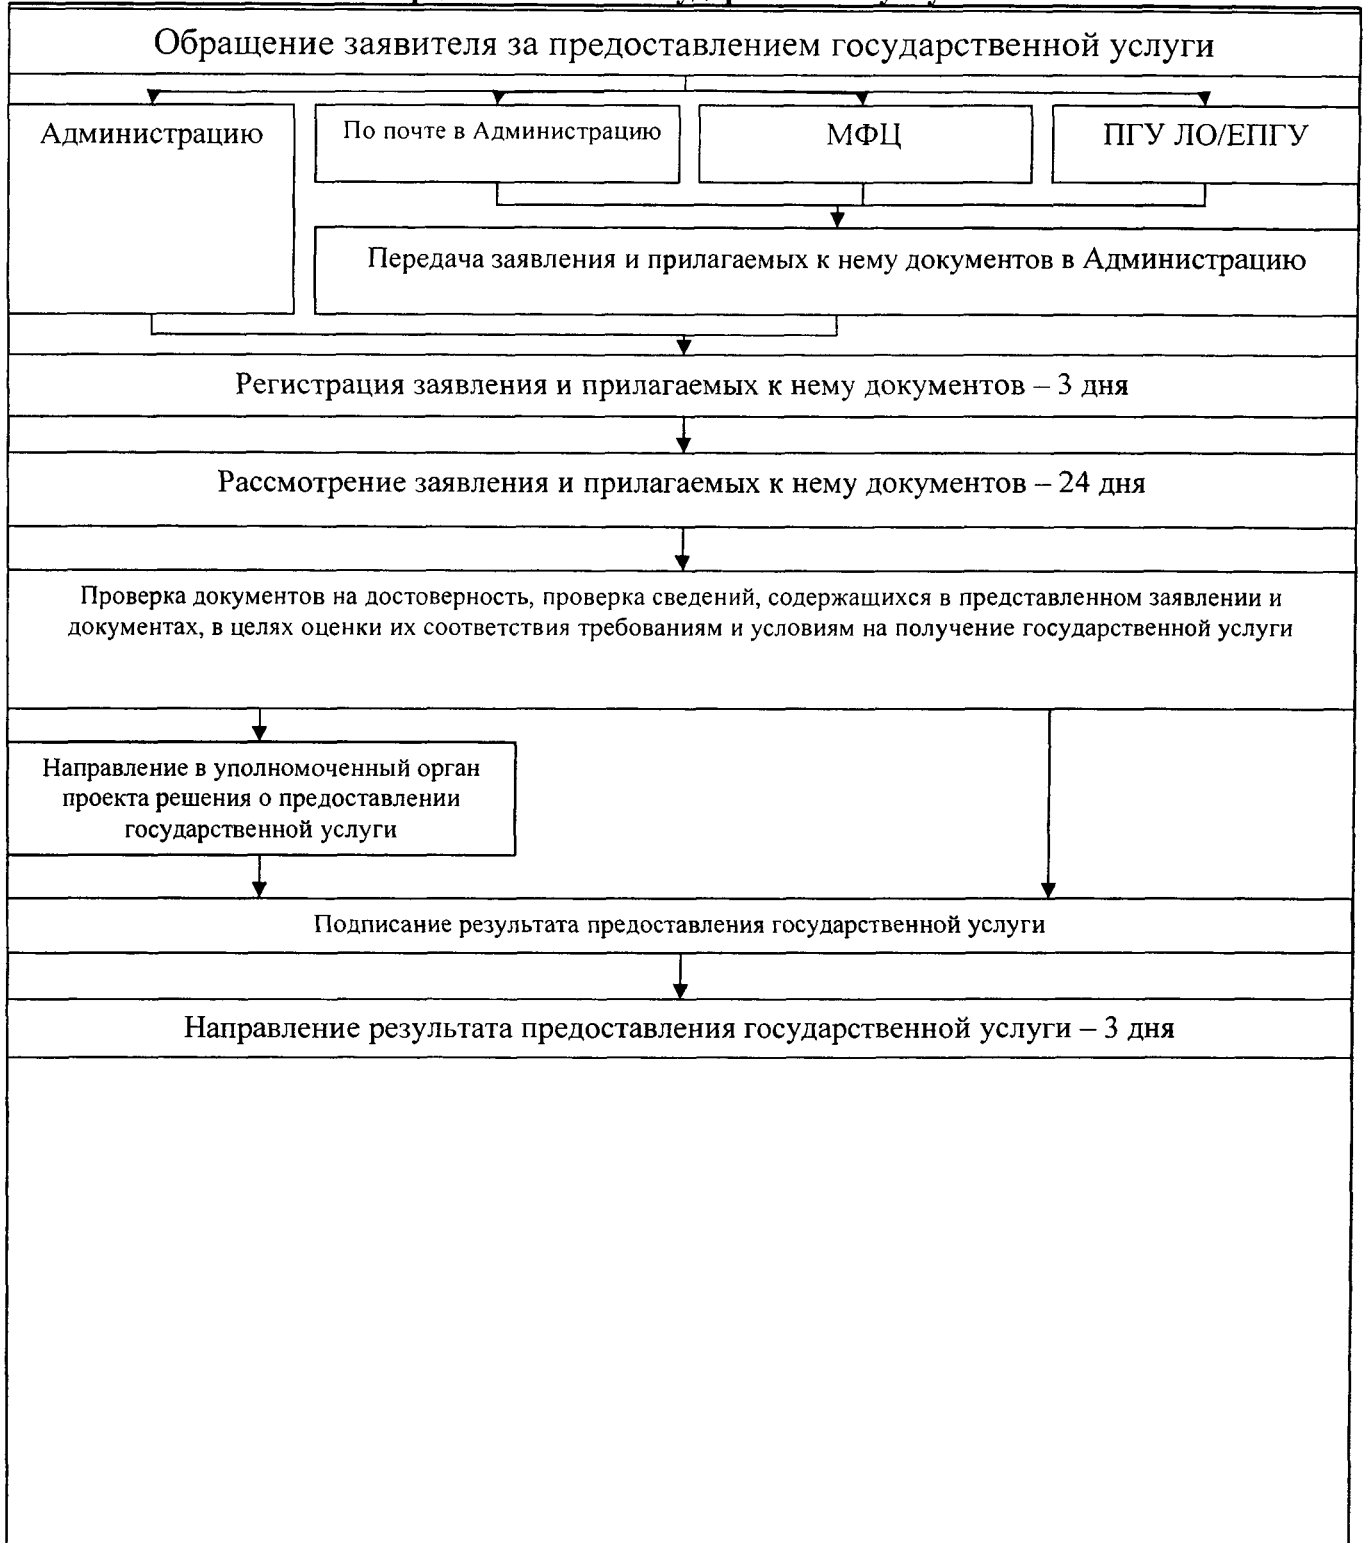 Обращение заявителя за предоставлением государственной услуги
Администрацию
По почте в Администрацию
МФЦ
ПГУ ЛО/ЕПГУ
Передача заявления и прилагаемых к нему документов в Администрацию
Регистрация заявления и прилагаемых к нему документов – 3 дня
Рассмотрение заявления и прилагаемых к нему документов – 24 дня
Проверка документов на достоверность, проверка сведений, содержащихся в представленном заявлении и
документах, в целях оценки их соответствия требованиям и условиям на получение государственной услуги
Направление в уполномоченный орган
проекта решения о предоставлении
государственной услуги
Подписание результата предоставления государственной услуги
Направление результата предоставления государственной услуги – 3 дня